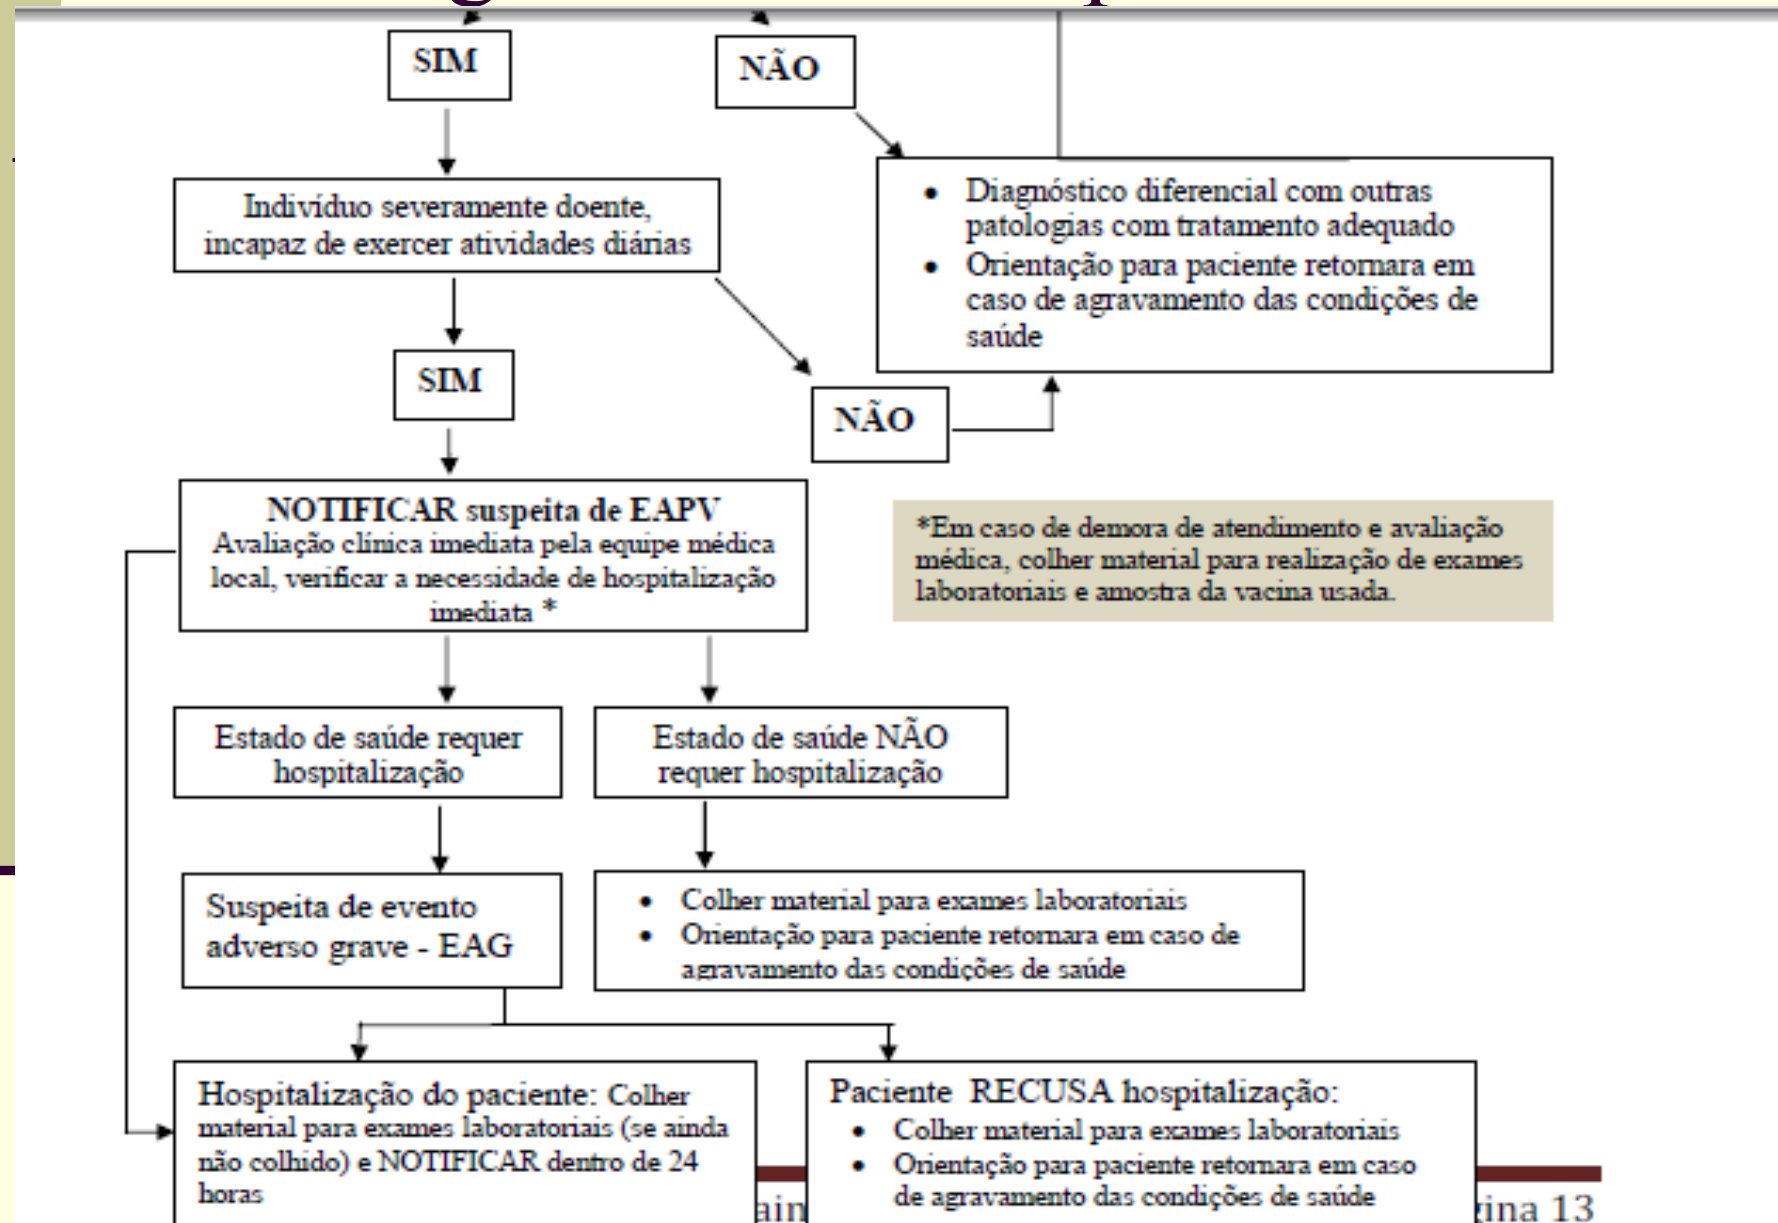 SIM
NÃO
Indivíduo severamente doente,
incapaz de exercer atividades diárias
• Diagnóstico diferencial com outras
patologias com tratamento adequado
• Orientação para paciente retornara em
caso de agravamento das condições de
saúde
SIM
NÃO
NOTIFICAR suspeita de EAPV
Avaliação clínica imediata pela equipe médica
local, verificar a necessidade de hospitalização
imediata *
*Em caso de demora de atendimento e avaliação
médica, colher material para realização de exames
laboratoriais e amostra da vacina usada.
Estado de saúde requer
hospitalização
Estado de saúde NÃO
requer hospitalização
Suspeita de evento
adverso grave - EAG
• Colher material para exames laboratoriais
• Orientação para paciente retornara em caso de
agravamento das condições de saúde
Hospitalização do paciente: Colher
material para exames laboratoriais (se ainda
não colhido) e NOTIFICAR dentro de 24
horas
Paciente RECUSA hospitalização:
• Colher material para exames laboratoriais
• Orientação para paciente retornara em caso
de agravamento das condições de saúde
13